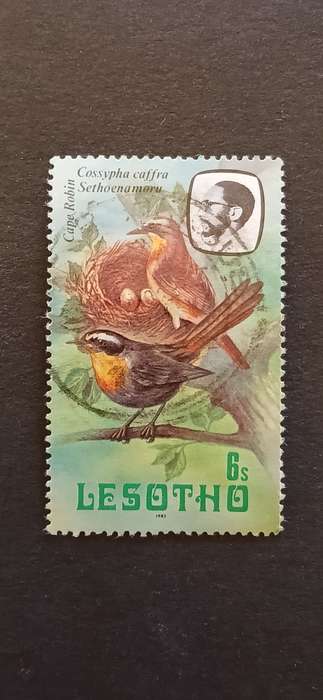 Cape Robin
Cossypha caffra
Sethoenamoru
6s
LESOTHO